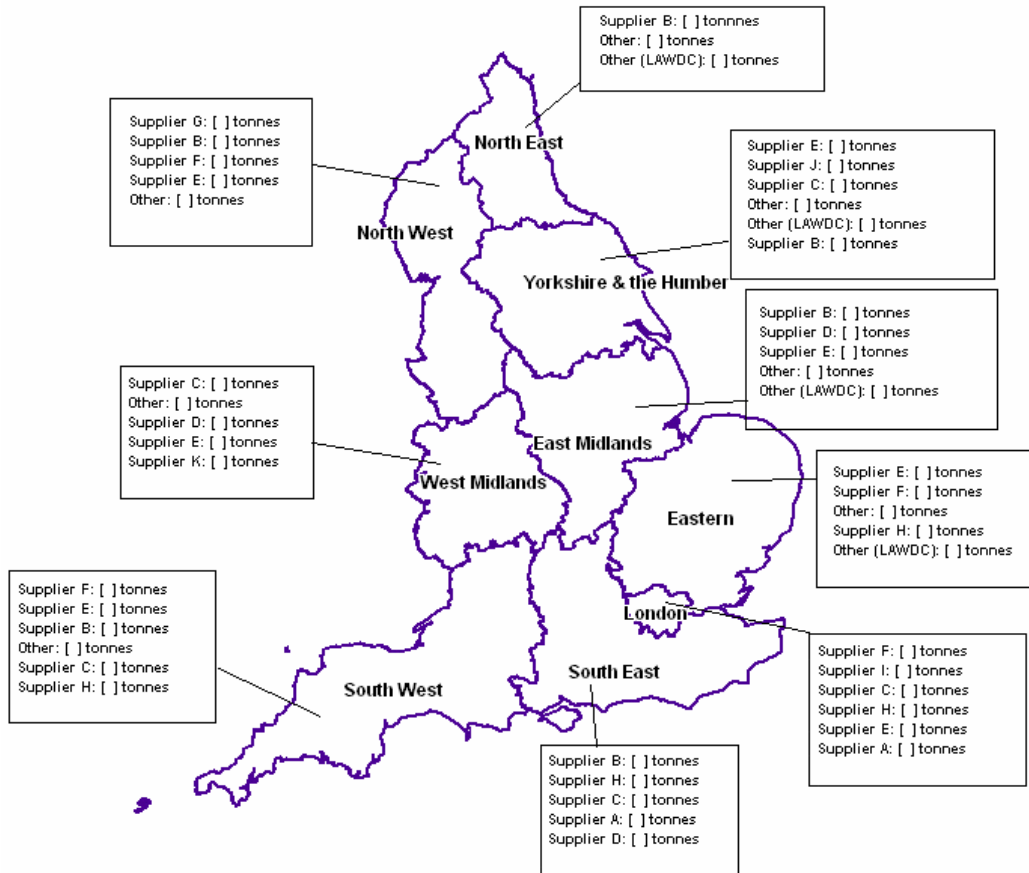 Supplier B: [ ] tonnnes
Other: [ ] tonnes
Other (LAWDC): [ ] tonnes
North East
Supplier G: [ ] tonnes
Supplier B: [ ] tonnes
Supplier F: [ ] tonnes
Supplier E: [ ] tonnes
Other: [ ] tonnes
North West
Supplier E: [ ] tonnes
Supplier J: [ ] tonnes
Supplier C: [ ] tonnes
Other: [ ] tonnes
Other (LAWDC): [ ] tonnes
Supplier B: [ ] tonnes
Yorkshire & the Humber
Supplier B: [ ] tonnes
Supplier D: [ ] tonnes
Supplier E: [ ] tonnes
Other: [ ] tonnes
Other (LAWDC): [ ] tonnes
East Midlands
Supplier C: [ ] tonnes
Other: [ ] tonnes
Supplier D: [ ] tonnes
Supplier E: [ ] tonnes
Supplier K: [ ] tonnes
West Midlands
Supplier E: [ ] tonnes
Supplier F: [ ] tonnes
Other: [ ] tonnes
Supplier H: [ ] tonnes
Other (LAWDC): [ ] tonnes
Eastern
Supplier F: [ ] tonnes
Supplier E: [ ] tonnes
Supplier B: [ ] tonnes
Other: [ ] tonnes
Supplier C: [ ] tonnes
Supplier H: [ ] tonnes
South West
London
Supplier F: [ ] tonnes
Supplier I: [ ] tonnes
Supplier C: [ ] tonnes
Supplier H: [ ] tonnes
Supplier E: [ ] tonnes
Supplier A: [ ] tonnes
South East
Supplier B: [ ] tonnes
Supplier H: [ ] tonnes
Supplier C: [ ] tonnes
Supplier A: [ ] tonnes
Supplier D: [ ] tonnes